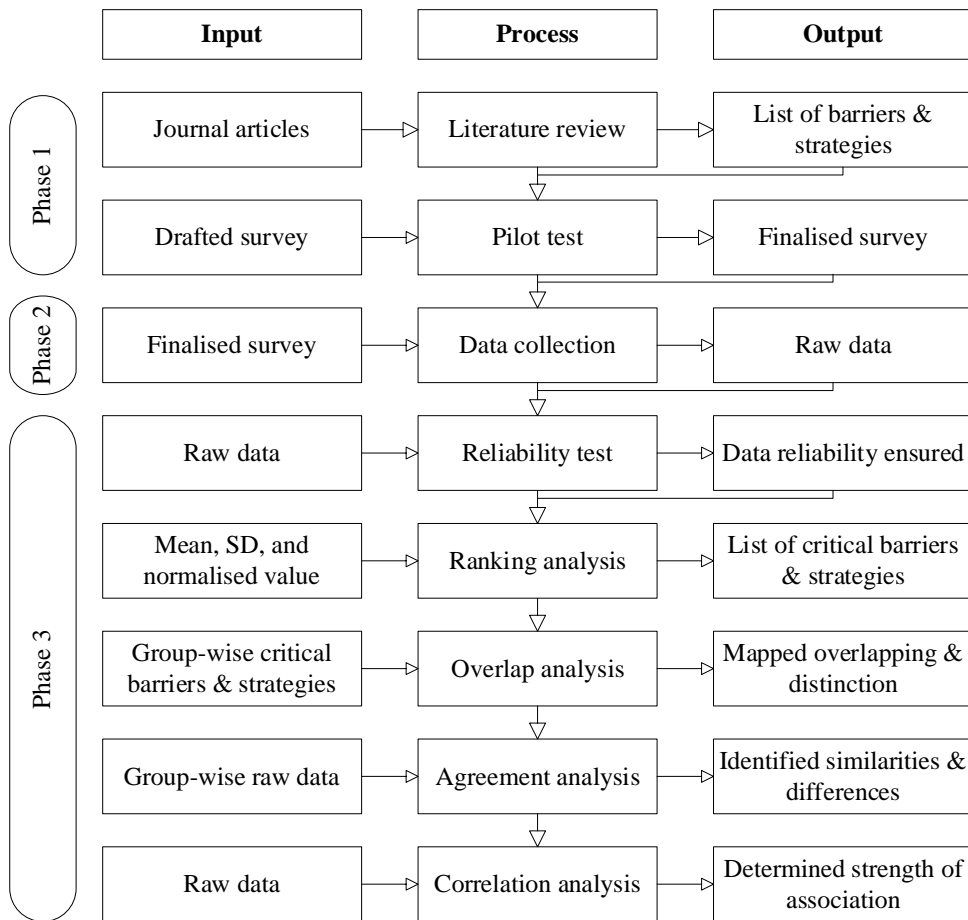 Input
Process
Output
Phase 1
Journal articles
Literature review
List of barriers &
strategies
Drafted survey
Pilot test
Finalised survey
Phase 2
Finalised survey
Data collection
Raw data
Phase 3
Raw data
Reliability test
Data reliability ensured
Mean, SD, and
normalised value
Ranking analysis
List of critical barriers
& strategies
Group-wise critical
barriers & strategies
Overlap analysis
Mapped overlapping &
distinction
Group-wise raw data
Agreement analysis
Identified similarities &
differences
Raw data
Correlation analysis
Determined strength of
association